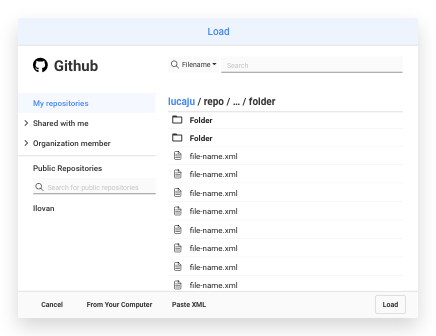 Load
Github
Filename
Search
My repositories
Shared with me
Organization member
Public Repositories
Search for public repositories
llovan
lucaju / repo / ... / folder
Folder
Folder
file-name.xml
file-name.xml
file-name.xml
file-name.xml
file-name.xml
file-name.xml
file-name.xml
file-name.xml
Cancel
From Your Computer
Paste XML
Load